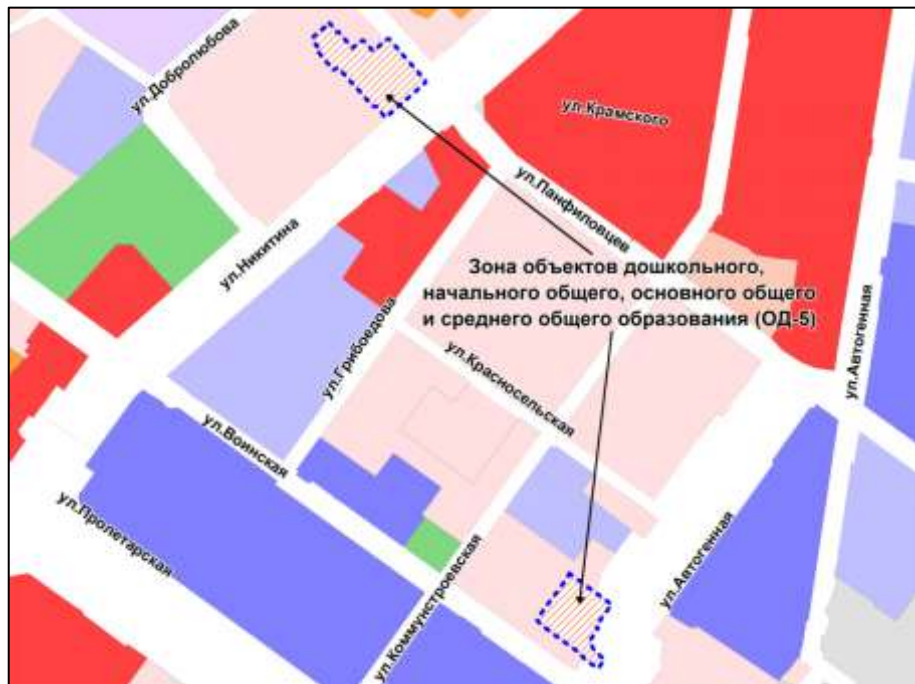 ул.Добролюбова
ул.Крамского
ул.Панфиловцев
ул.Никитина
Зона объектов дошкольного,
начального общего, основного общего
и среднего общего образования (ОД-5)
ул.Грибоедова
ул.Автогенная
ул.Красносельская
ул.Воинская
ул.Пролетарская
ул.Коммунстроевская
ул.Автогенная